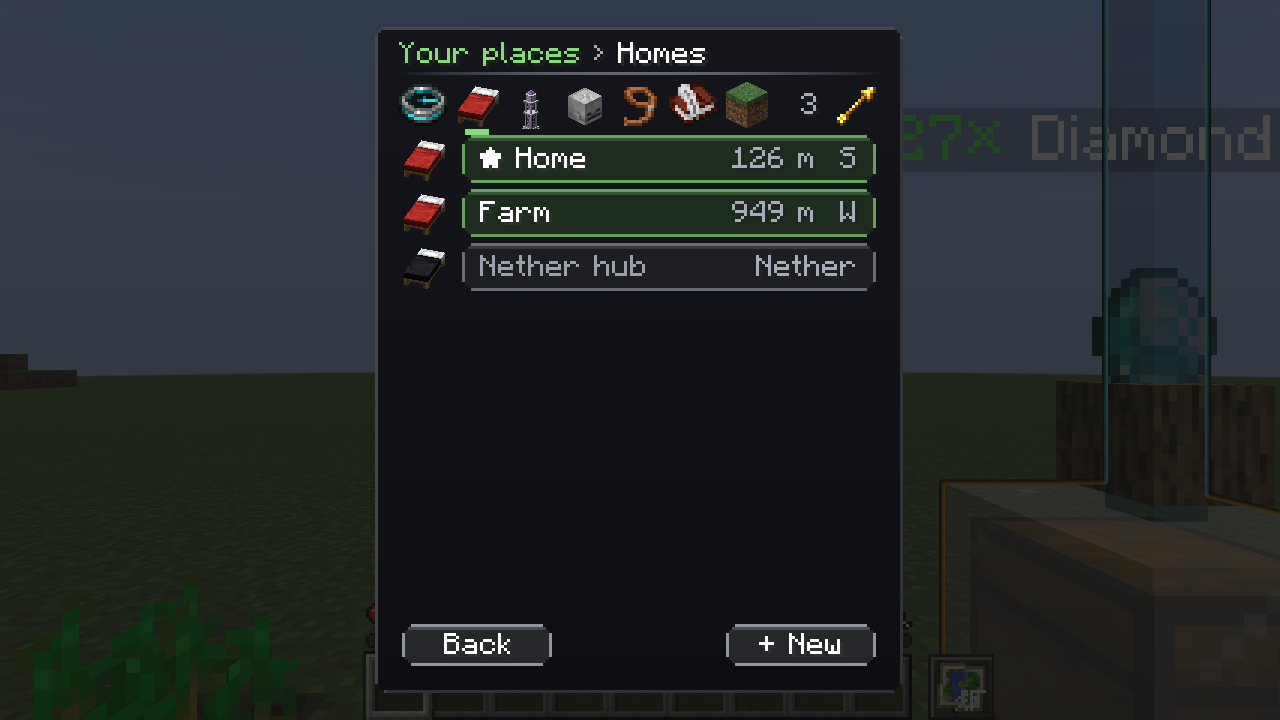 Your places > Homes
3
27x Diamond
★ Home 126 m S
Farm 949 m W
Nether hub Nether
Back
+ New